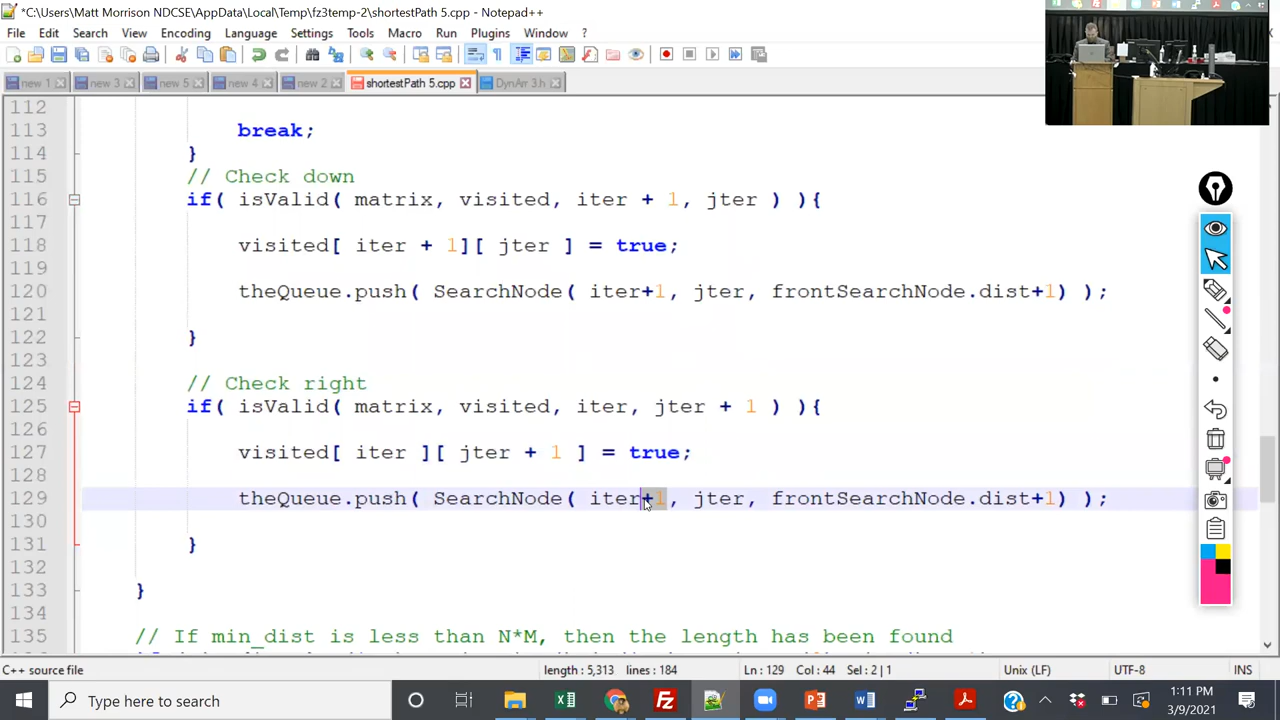 *C:\Users\Matt Morrison NDCSE\AppData\Local\Temp\fz3temp-2\shortestPath 5.cpp - Notepad++
File Edit Search View Encoding Language Settings Tools Macro Run Plugins Window ?
new 1 new 3 new 5 new 4 new 2 shortestPath 5.cpp DynArr 3.h
112
113 break;
114 }
115 // Check down
116 if( isValid( matrix, visited, iter + 1, jter ) ){
117
118 visited[ iter + 1][ jter ] = true;
119
120 theQueue.push( SearchNode( iter+1, jter, frontSearchNode.dist+1) );
121
122 }
123
124 // Check right
125 if( isValid( matrix, visited, iter, jter + 1 ) ){
126
127 visited[ iter ][ jter + 1 ] = true;
128
129 theQueue.push( SearchNode( iter+1, jter, frontSearchNode.dist+1) );
130
131 }
132
133 }
134
135 // If min_dist is less than N*M, then the length has been found
C++ source file length : 5,313 lines : 184 Ln : 129 Col : 44 Sel : 2 | 1 Unix (LF) UTF-8 INS
Type here to search
1:11 PM
3/9/2021